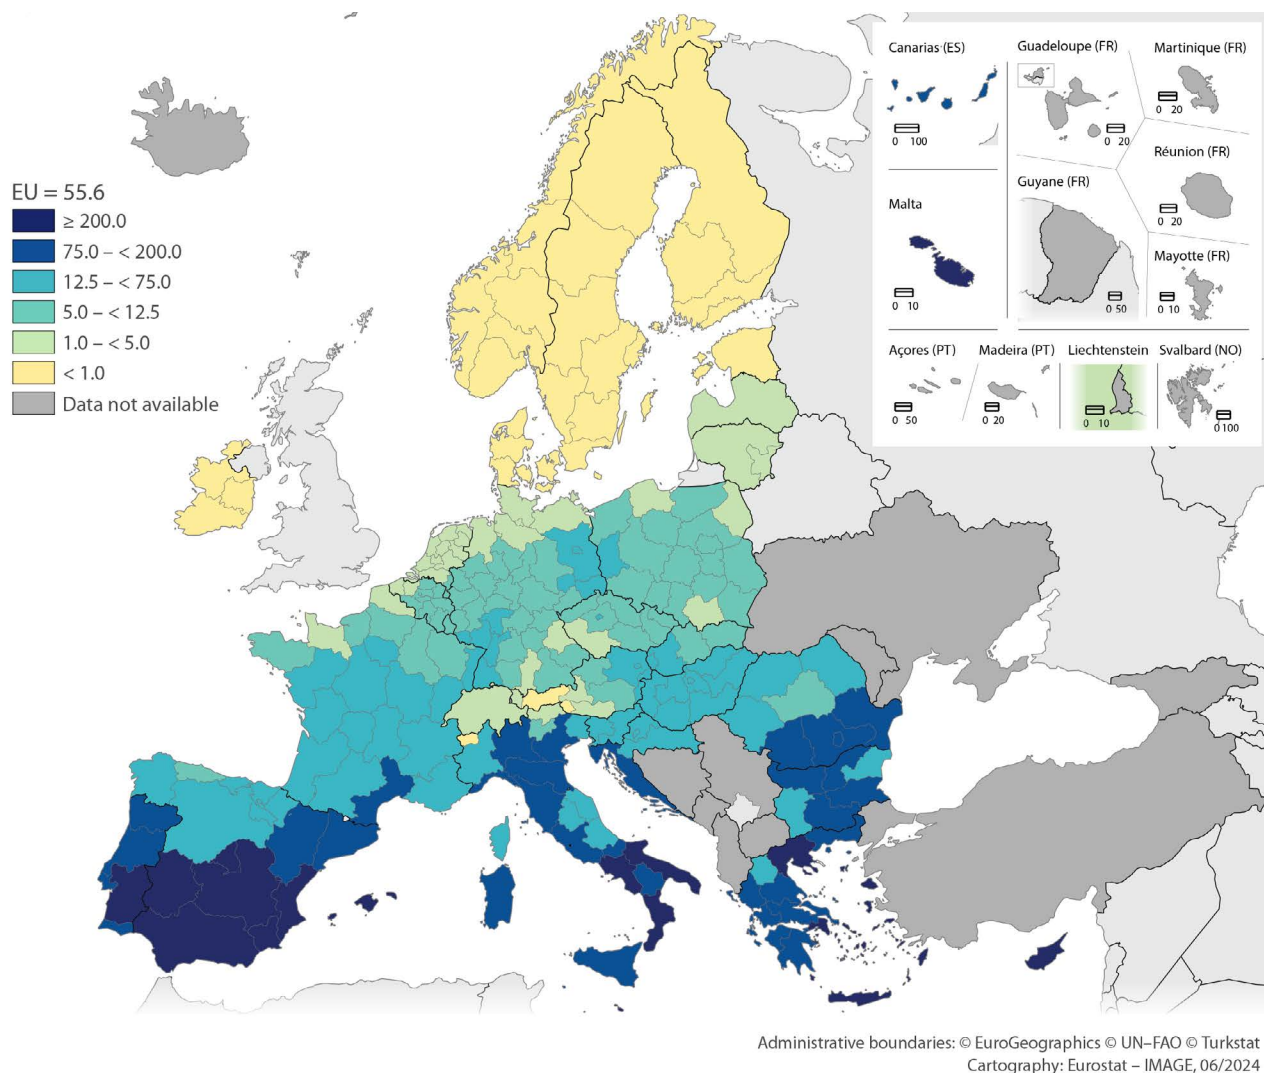 EU = 55.6
≥ 200.0
75.0 – < 200.0
12.5 – < 75.0
5.0 – < 12.5
1.0 – < 5.0
< 1.0
Data not available
Canarias (ES)
0 100
Guadeloupe (FR)
0 20
Martinique (FR)
0 20
Réunion (FR)
0 20
Malta
0 10
Guyane (FR)
0 50
Mayotte (FR)
0 10
Açores (PT)
0 50
Madeira (PT)
0 20
Liechtenstein
0 10
Svalbard (NO)
0 100
Administrative boundaries: © EuroGeographics © UN–FAO © Turkstat
Cartography: Eurostat – IMAGE, 06/2024